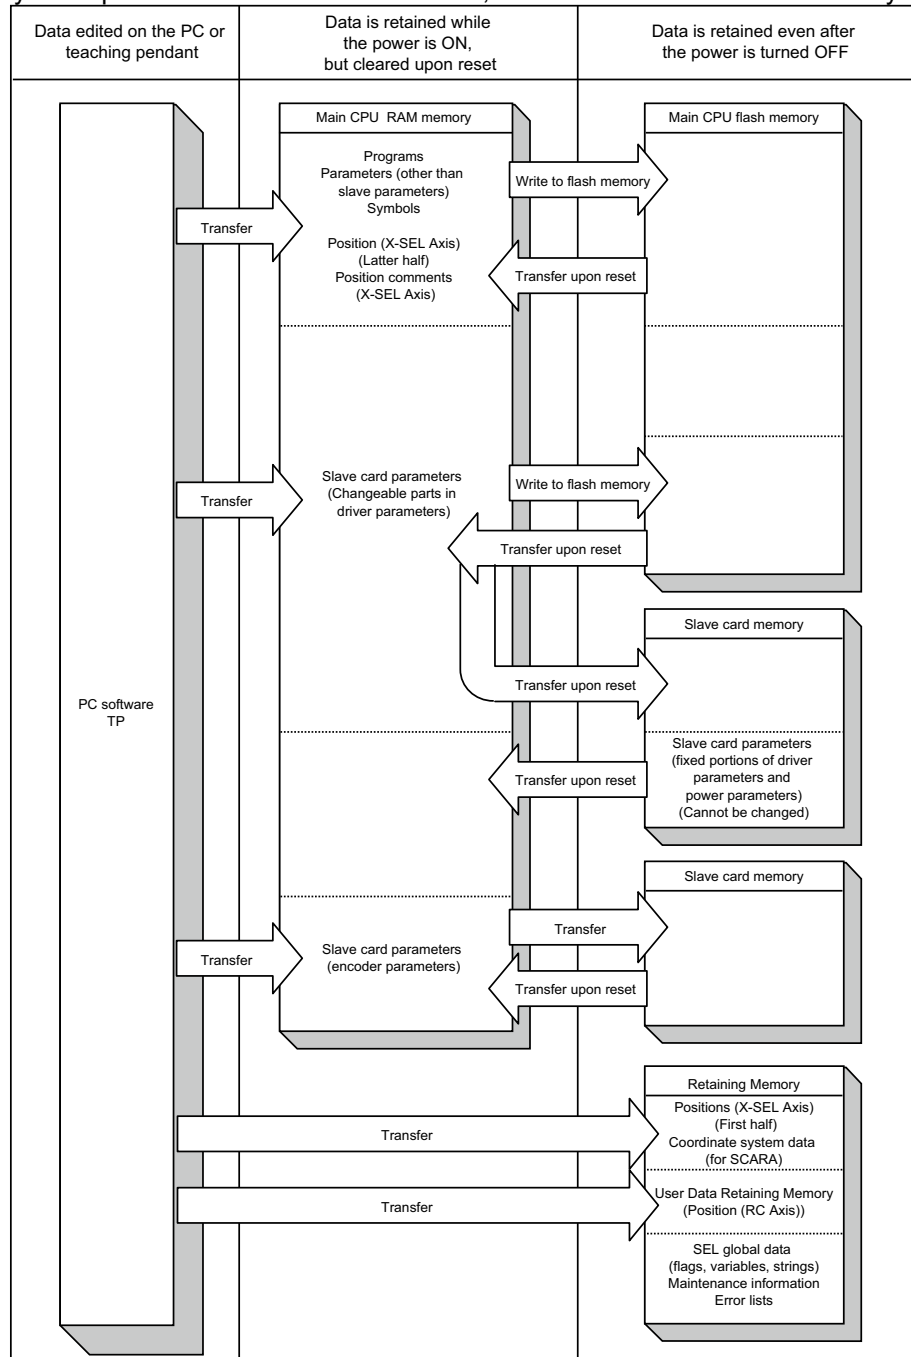 Data edited on the PC or
teaching pendant
Data is retained while
the power is ON,
but cleared upon reset
Data is retained even after
the power is turned OFF
Main CPU RAM memory
Main CPU flash memory
Programs
Parameters (other than
slave parameters)
Symbols
Write to flash memory
Transfer
Position (X-SEL Axis)
(Latter half)
Position comments
(X-SEL Axis)
Transfer upon reset
Transfer
Slave card parameters
(Changeable parts in
driver parameters)
Write to flash memory
Transfer upon reset
Slave card memory
Transfer upon reset
PC software
TP
Transfer upon reset
Slave card parameters
(fixed portions of driver
parameters and
power parameters)
(Cannot be changed)
Slave card memory
Transfer
Slave card parameters
(encoder parameters)
Transfer
Transfer upon reset
Retaining Memory
Transfer
Positions (X-SEL Axis)
(First half)
Coordinate system data
(for SCARA)
Transfer
User Data Retaining Memory
(Position (RC Axis))
SEL global data
(flags, variables, strings)
Maintenance information
Error lists